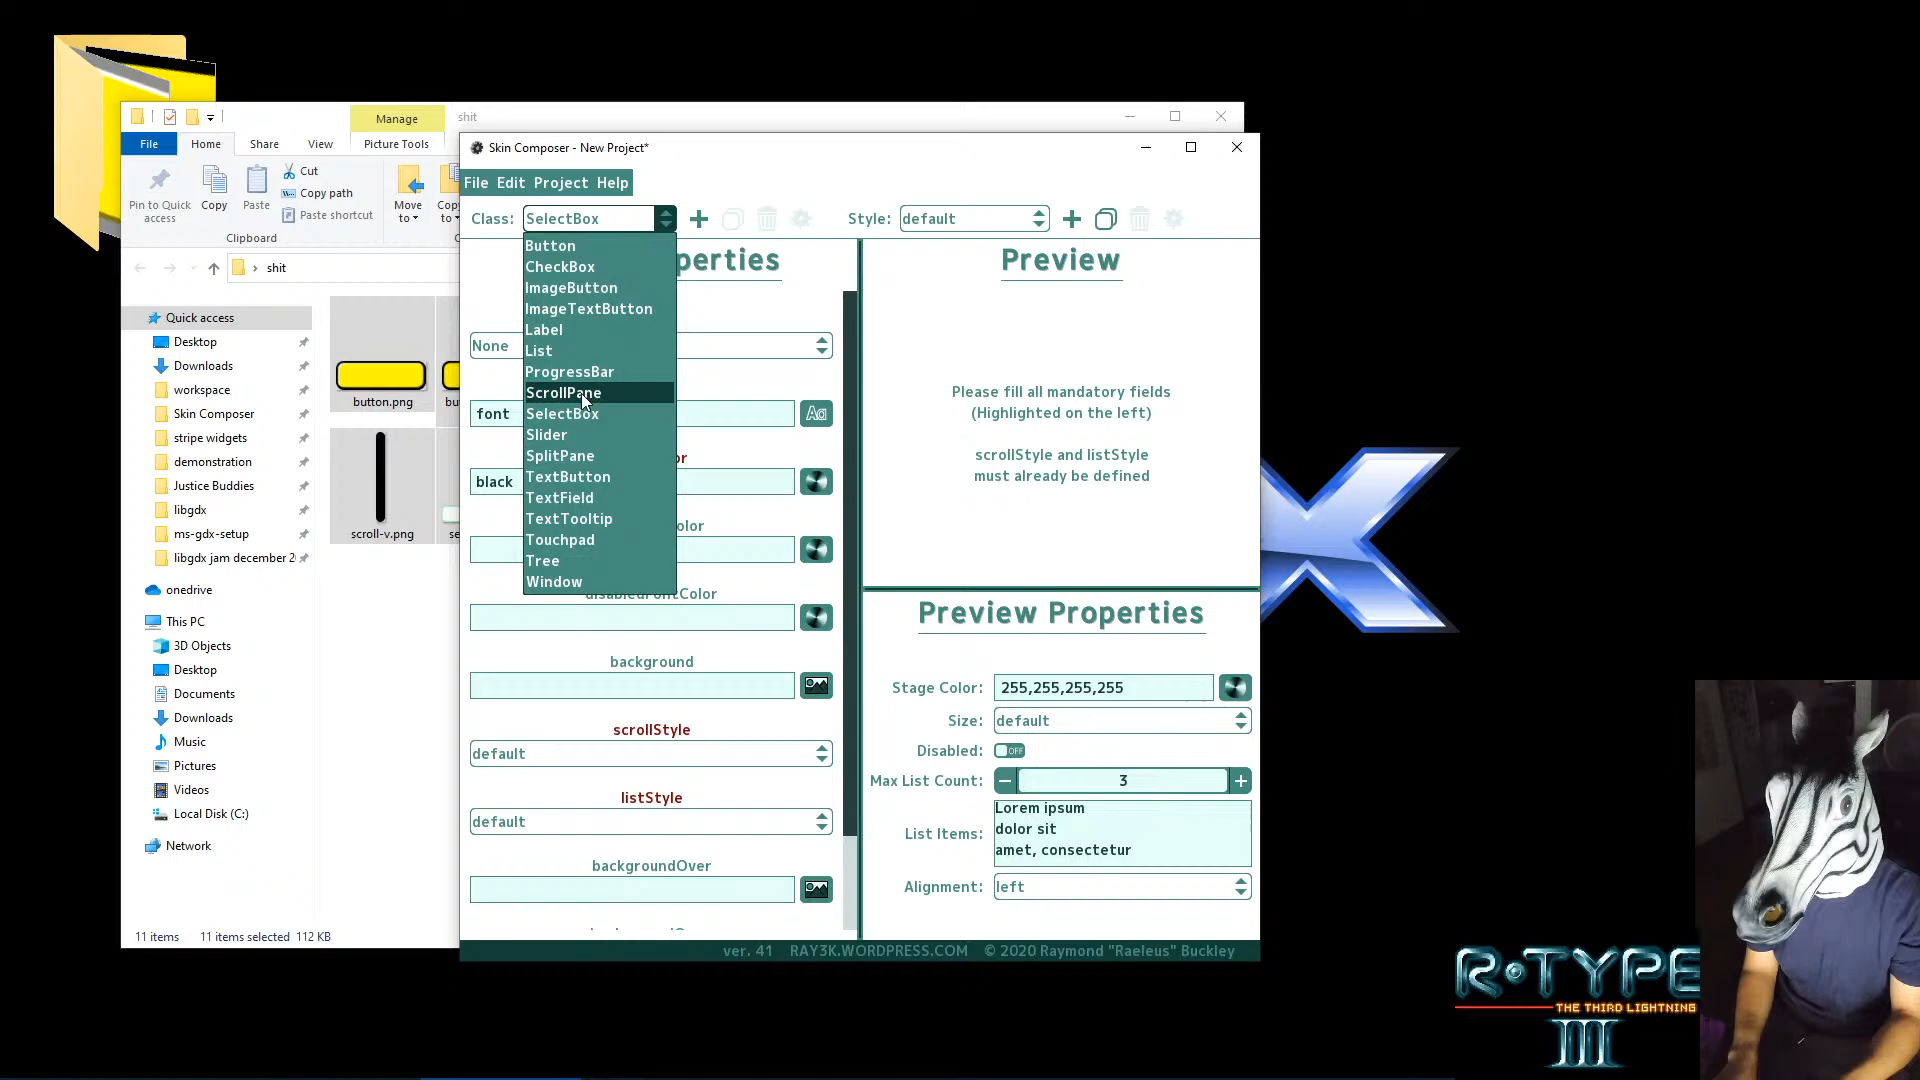 Manage
shit
File
Home
Share
View
Picture Tools
Pin to Quick
access
Copy
Paste
Cut
Copy path
Paste shortcut
Move
to
Clipboard
shit
Quick access
Desktop
Downloads
workspace
Skin Composer
stripe widgets
demonstration
Justice Buddies
libgdx
ms-gdx-setup
libgdx jam december 2
onedrive
This PC
3D Objects
Desktop
Documents
Downloads
Music
Pictures
Videos
Local Disk (C:)
Network
button.png
scroll-v.png
11 items
11 items selected
112 KB
Skin Composer - New Project*
File Edit Project Help
Class:
SelectBox
Style:
default
Button
CheckBox
ImageButton
ImageTextButton
Label
List
ProgressBar
ScrollPane
SelectBox
Slider
SplitPane
TextButton
TextField
TextTooltip
Touchpad
Tree
Window
None
font
black
background
scrollStyle
default
listStyle
default
backgroundOver
Preview
Please fill all mandatory fields
(Highlighted on the left)
scrollStyle and listStyle
must already be defined
Preview Properties
Stage Color:
255,255,255,255
Size:
default
Disabled:
OFF
Max List Count:
3
List Items:
Lorem ipsum
dolor sit
amet, consectetur
Alignment:
left
ver. 41
RAY3K.WORDPRESS.COM
© 2020 Raymond "Raeleus" Buckley
X
R·TYPE
THE THIRD LIGHTNING
III